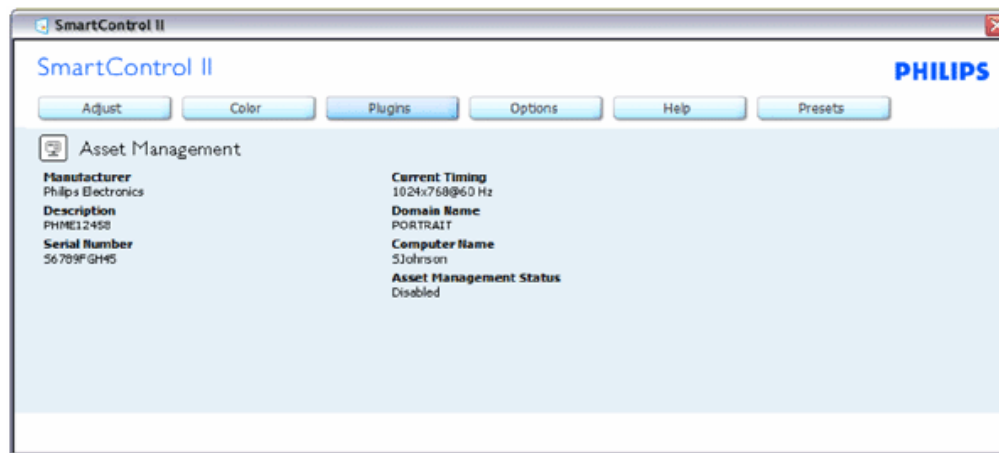 SmartControl II
SmartControl II
PHILIPS
Adjust Color Plugins Options Help Presets
Asset Management
Manufacturer
Philips Electronics
Description
PHME12458
Serial Number
56789FGH45
Current Timing
1024x768@60 Hz
Domain Name
PORTRAIT
Computer Name
SJohnson
Asset Management Status
Disabled